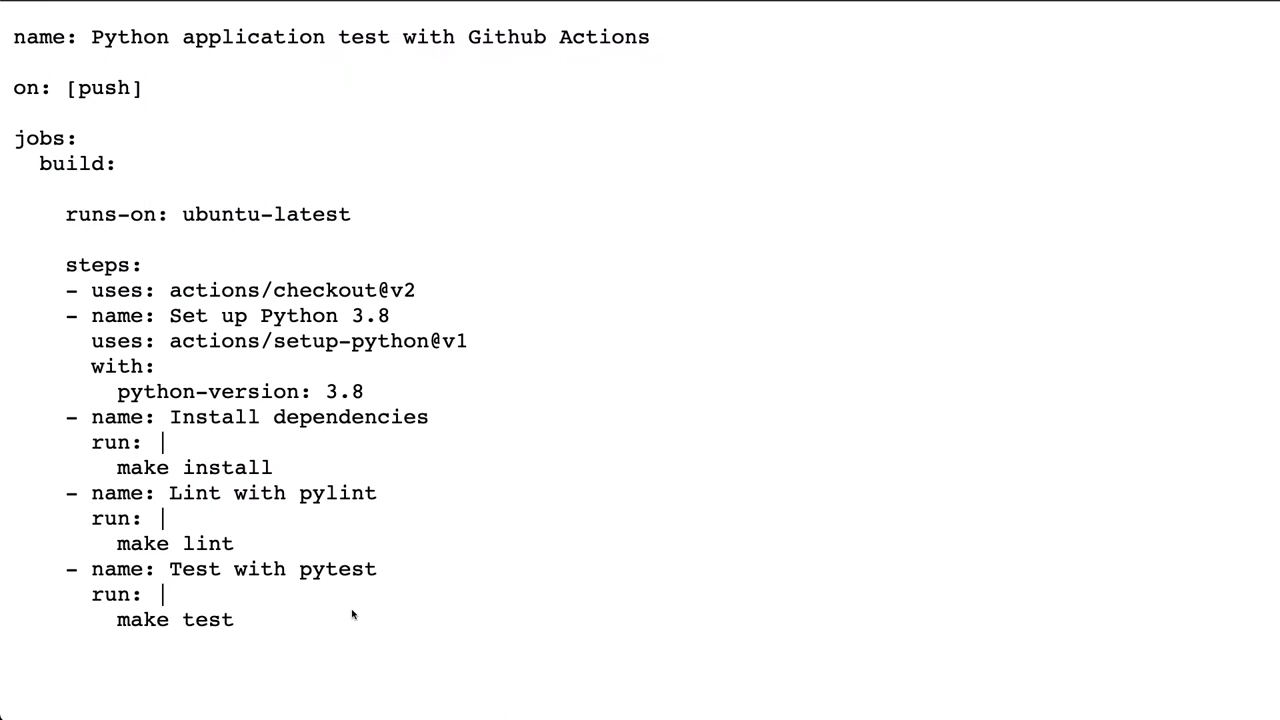 name: Python application test with Github Actions
on: [push]
jobs:
  build:
    runs-on: ubuntu-latest
    steps:
    - uses: actions/checkout@v2
    - name: Set up Python 3.8
      uses: actions/setup-python@v1
      with:
        python-version: 3.8
    - name: Install dependencies
      run: |
        make install
    - name: Lint with pylint
      run: |
        make lint
    - name: Test with pytest
      run: |
        make test